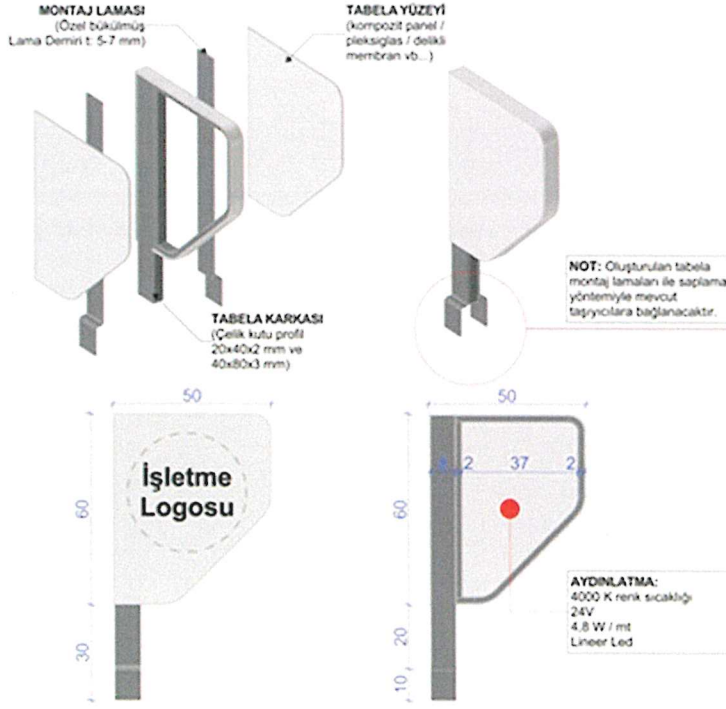 MONTAJ LAMASI
(Özel bükülmüş
Lama Demiri t: 5-7 mm)
TABELA YÜZEYİ
(kompozit panel /
pleksiglas / delikli
membran vb...)
TABELA KARKASI
(Çelik kutu profil
20x40x2 mm ve
40x80x3 mm)
NOT: Oluşturulan tabela
montaj lamaları ile saplama
yöntemiyle mevcut
taşıyıcılara bağlanacaktır.
50
60
30
İşletme
Logosu
50
2 37 2
60
20
10
AYDINLATMA:
4000 K renk sıcaklığı
24V
4,8 W / mt
Lineer Led